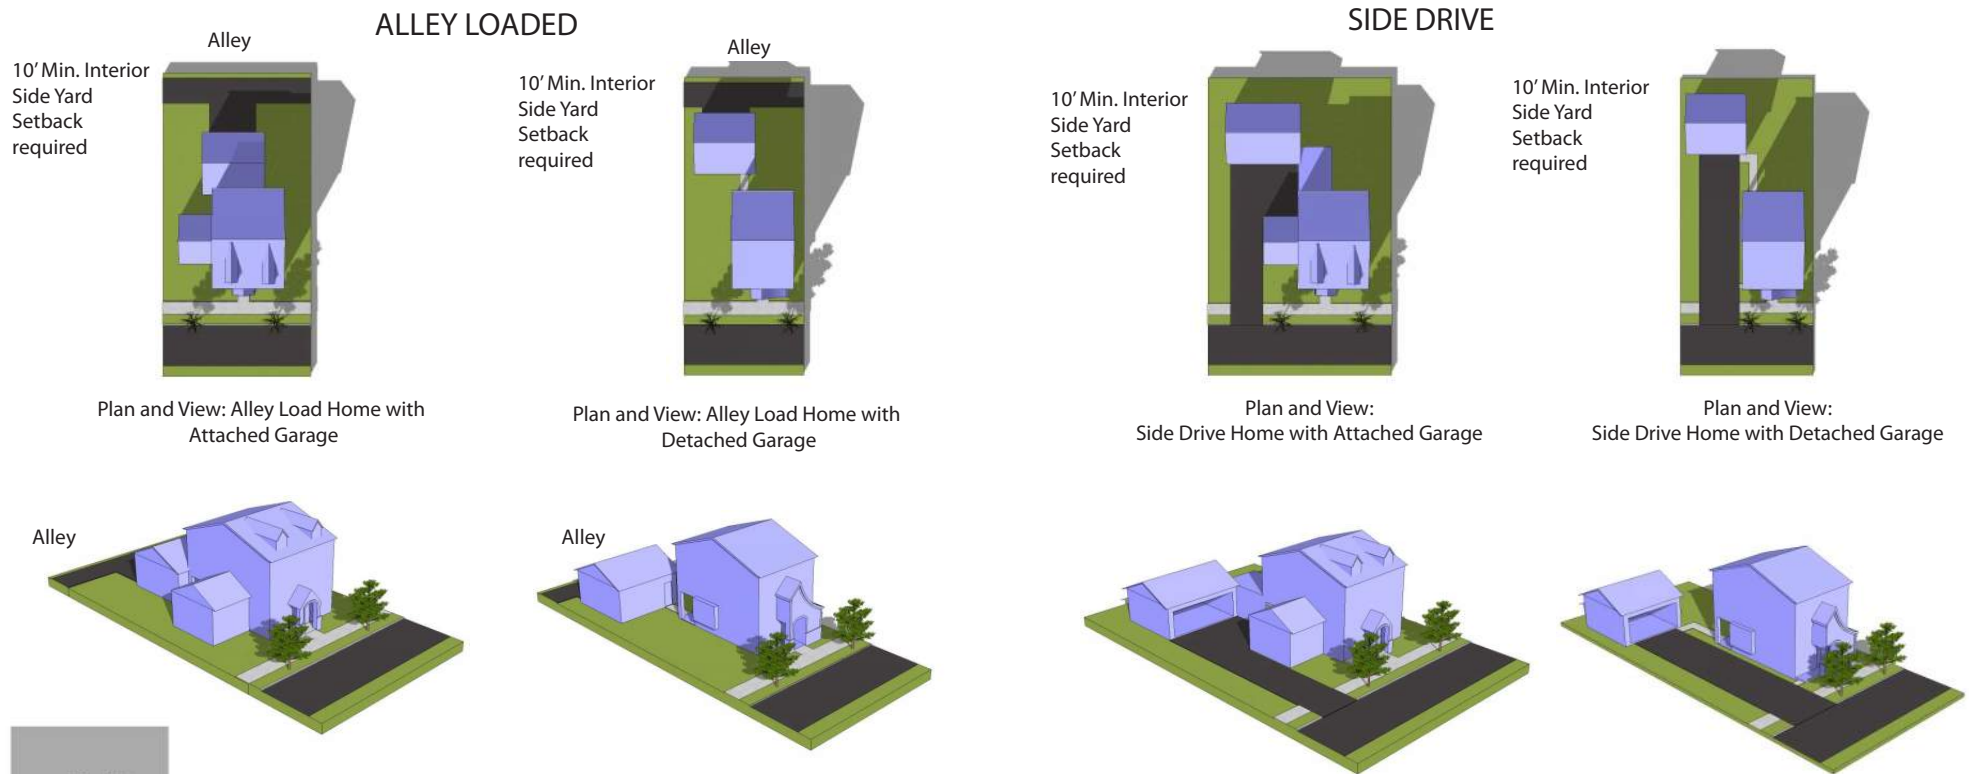 ALLEY LOADED
SIDE DRIVE
Alley
10' Min. Interior
Side Yard
Setback
required
Alley
10' Min. Interior
Side Yard
Setback
required
10' Min. Interior
Side Yard
Setback
required
10' Min. Interior
Side Yard
Setback
required
Plan and View: Alley Load Home with
Attached Garage
Plan and View: Alley Load Home with
Detached Garage
Plan and View:
Side Drive Home with Attached Garage
Plan and View:
Side Drive Home with Detached Garage
Alley
Alley